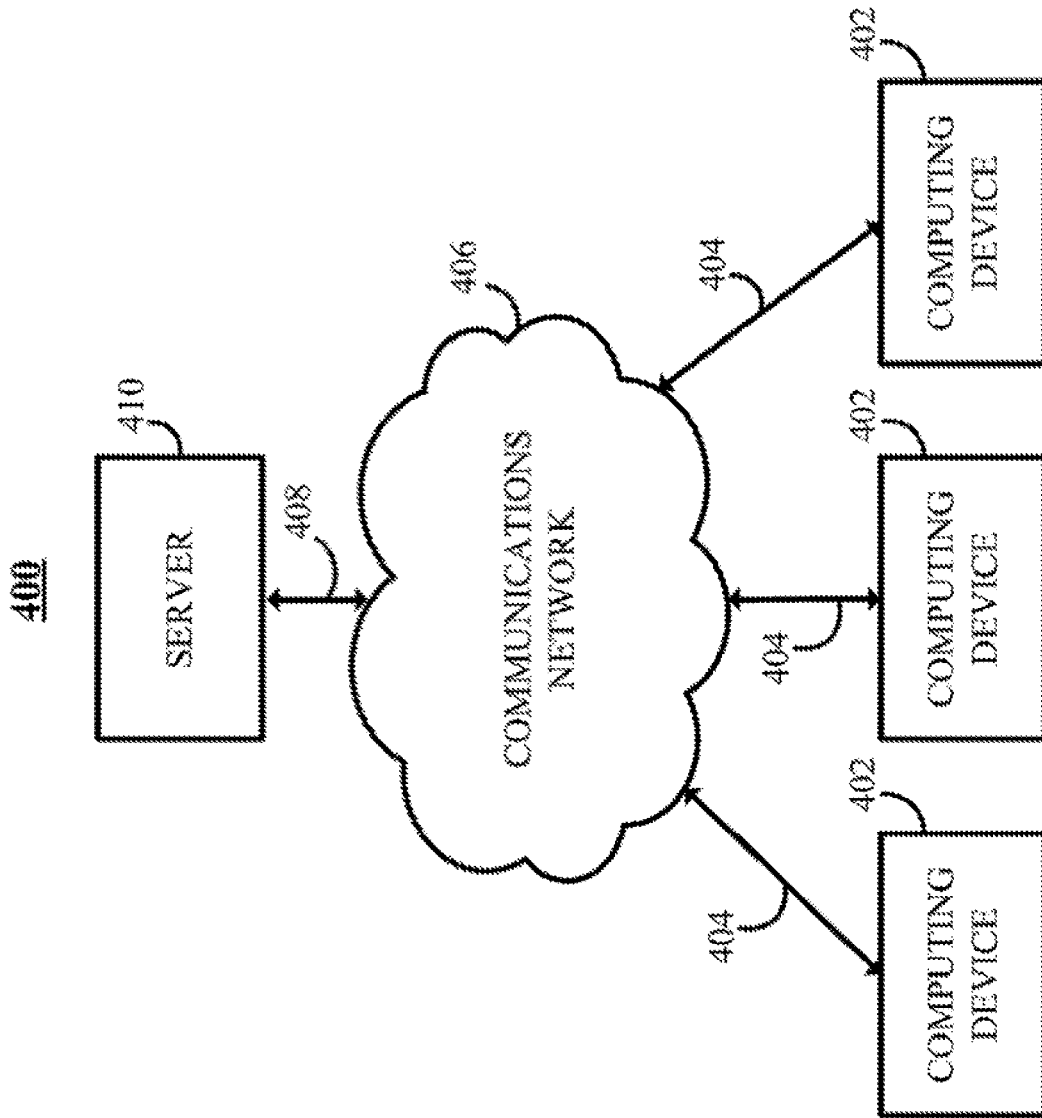 400
410
SERVER
408
406
COMMUNICATIONS
NETWORK
404
404
404
402
402
402
COMPUTING
DEVICE
COMPUTING
DEVICE
COMPUTING
DEVICE